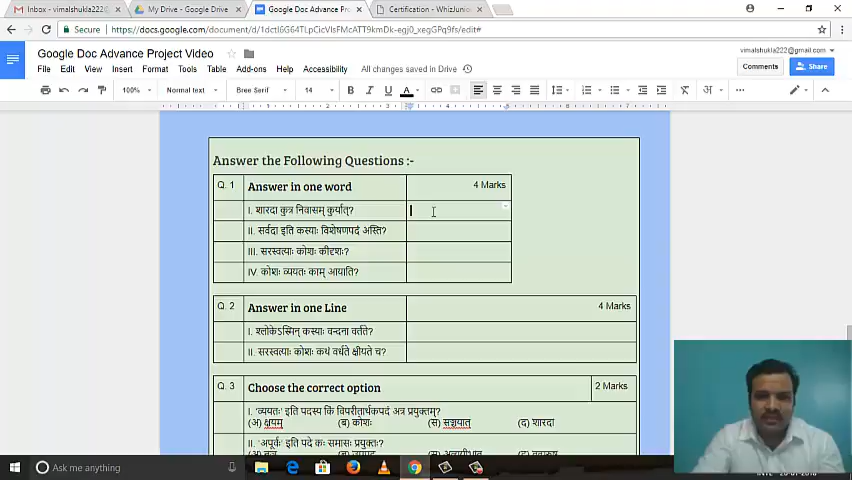 Inbox - vimalshukla222@gm
My Drive - Google Drive
Google Doc Advance Pro
Certification - WhizJunior
Secure
https://docs.google.com/document/d/1dctl6G64TLpCicVlsFMcATT9kmDk-egj0_xegGPq9fs/edit#
Google Doc Advance Project Video
vimalshukla222@gmail.com
File Edit View Insert Format Tools Table Add-ons Help Accessibility All changes saved in Drive
Comments
Share
100% Normal text Bree Serif 14 B I U A
Answer the Following Questions :-
Q. 1 Answer in one word 4 Marks
I. शारदा कुत्र निवासम् कुर्यात्?
II. सर्वदा इति कस्याः विशेषणपदं अस्ति?
III. सरस्वत्याः कोशः कीदृशः?
IV. कोशः व्ययतः काम् आयाति?
Q. 2 Answer in one Line 4 Marks
I. श्लोकेऽस्मिन् कस्याः वन्दना वर्तते?
II. सरस्वत्याः कोशः कथं वर्धते क्षीयते च?
Q. 3 Choose the correct option 2 Marks
I. 'व्ययतः' इति पदस्य किं विपरीतार्थकपदं अत्र प्रयुक्तम्?
(अ) क्षयम् (ब) कोशः (स) सञ्चयात् (द) शारदा
II. 'अपूर्वः' इति पदे कः समासः प्रयुक्तः?
Ask me anything